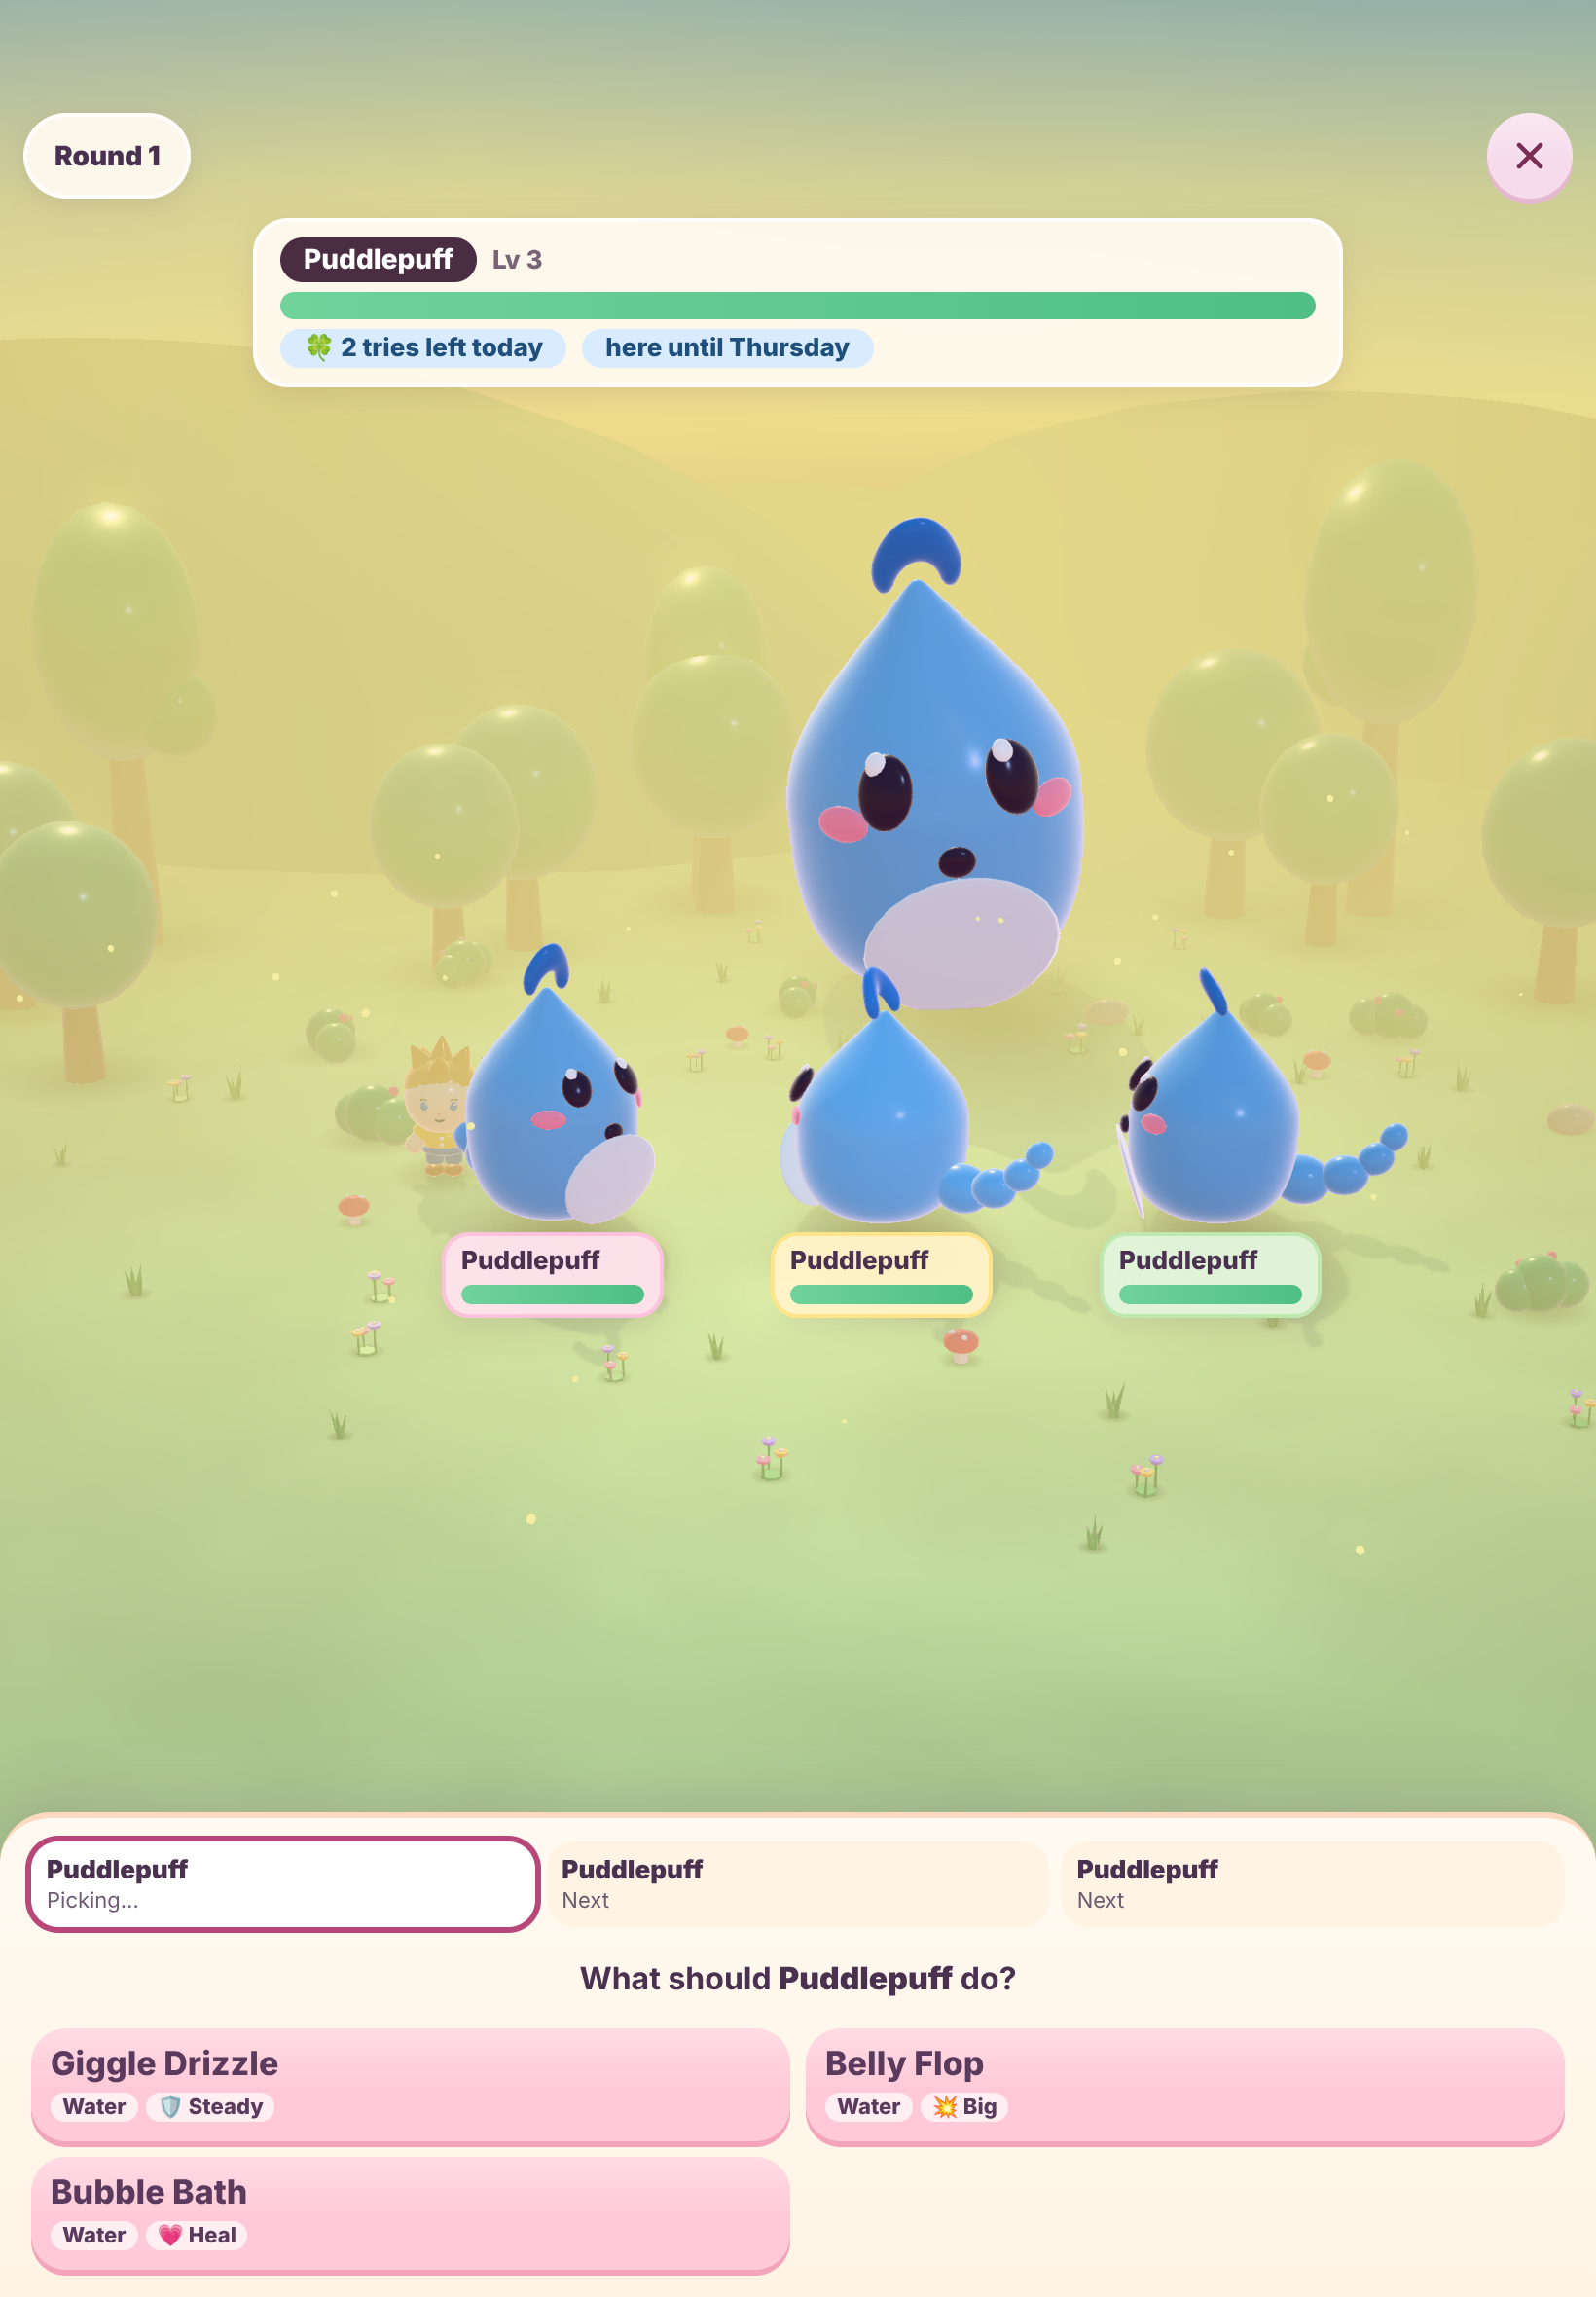 Round 1
Puddlepuff Lv 3
🍀 2 tries left today here until Thursday
Puddlepuff Puddlepuff Puddlepuff
Puddlepuff Puddlepuff Puddlepuff
Picking... Next Next
What should Puddlepuff do?
Giggle Drizzle Belly Flop
Water 🛡️ Steady Water 💥 Big
Bubble Bath
Water 💗 Heal